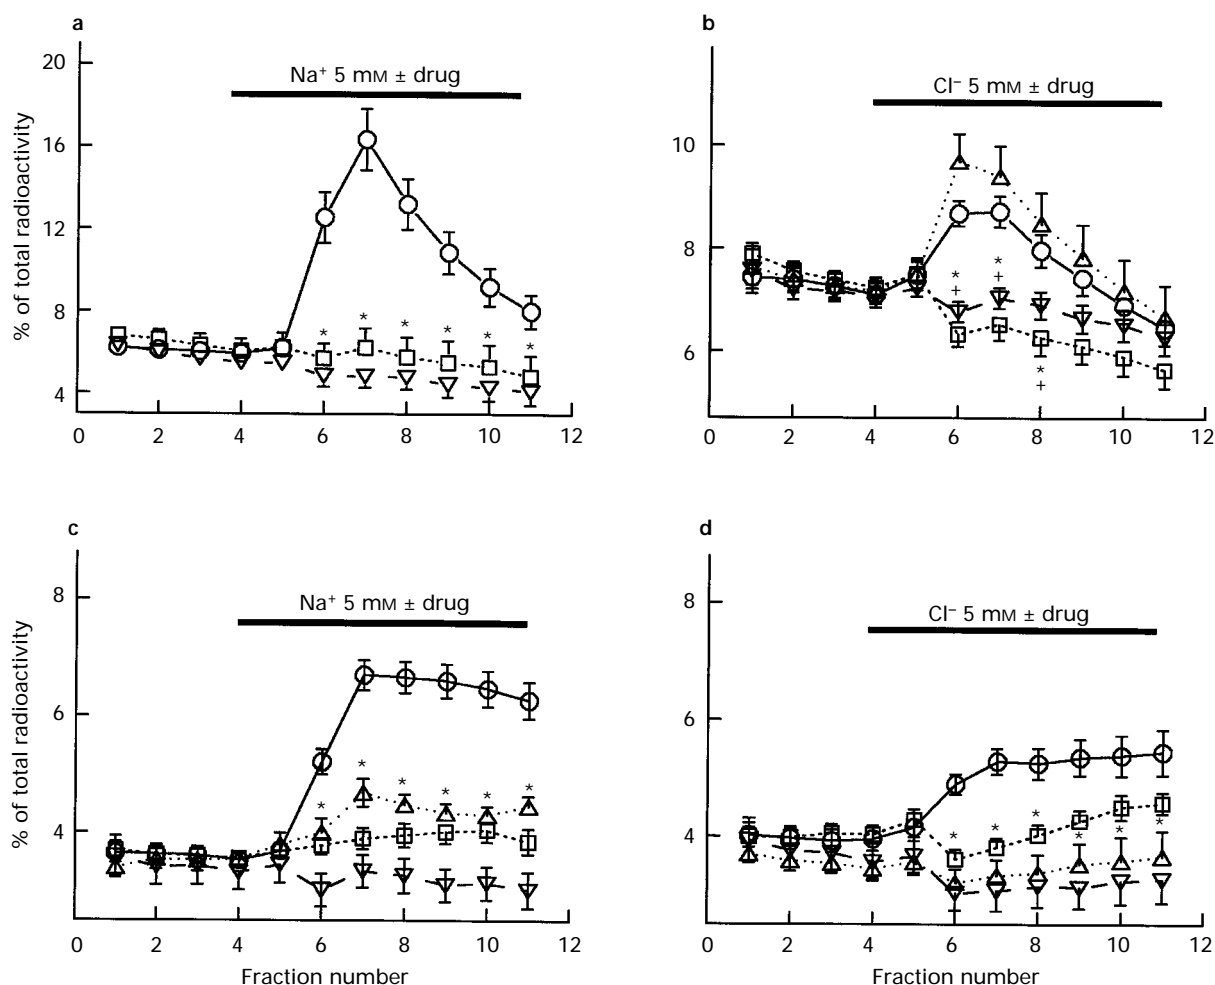 a
20
16
12
8
4
% of total radioactivity
Na⁺ 5 mM ± drug
* * * * * *
0 2 4 6 8 10 12
b
10
8
6
Cl⁻ 5 mM ± drug
* *
+ +
*
+
0 2 4 6 8 10 12
c
8
6
4
% of total radioactivity
Na⁺ 5 mM ± drug
* * * * * *
0 2 4 6 8 10 12
Fraction number
d
8
6
4
Cl⁻ 5 mM ± drug
* * * * * *
0 2 4 6 8 10 12
Fraction number